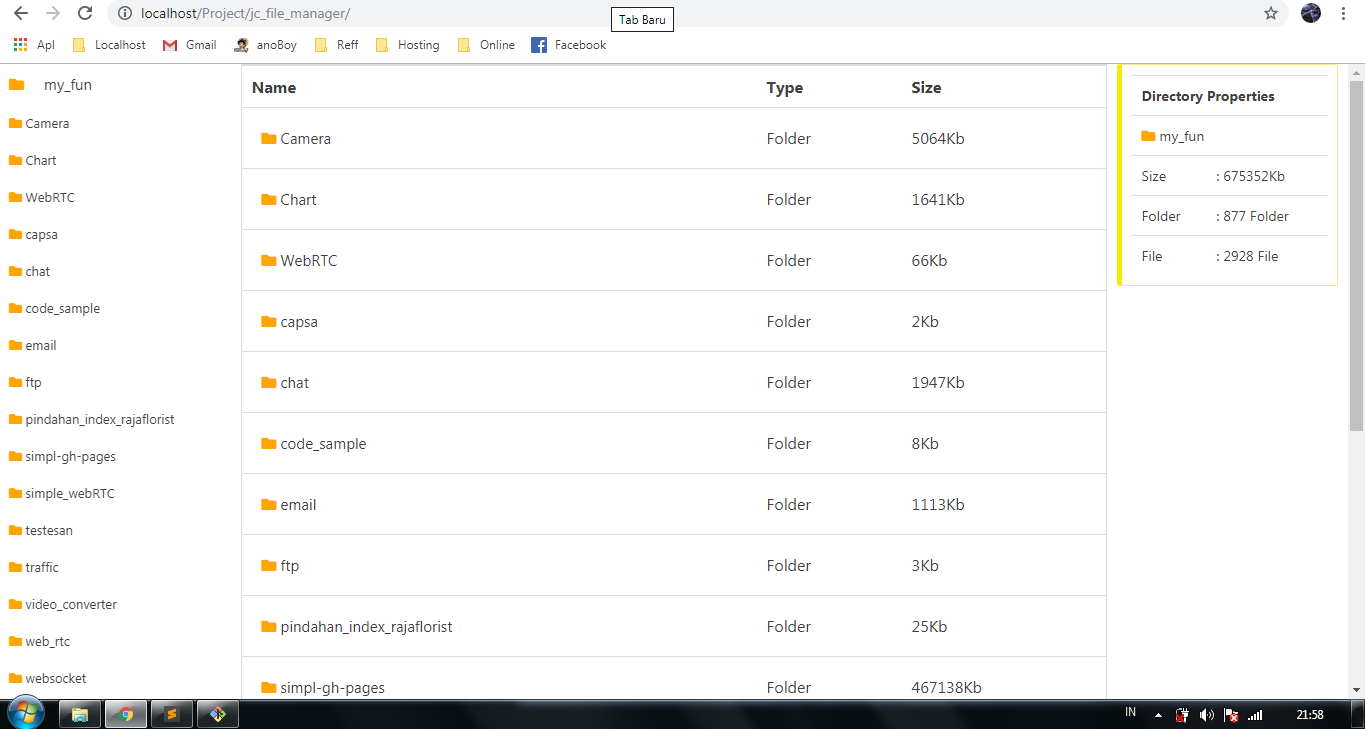 localhost/Project/jc_file_manager/
Tab Baru
Apl Localhost Gmail anoBoy Reff Hosting Online Facebook
my_fun
Camera
Chart
WebRTC
capsa
chat
code_sample
email
ftp
pindahan_index_rajaflorist
simpl-gh-pages
simple_webRTC
testesan
traffic
video_converter
web_rtc
websocket
Name Type Size
Camera Folder 5064Kb
Chart Folder 1641Kb
WebRTC Folder 66Kb
capsa Folder 2Kb
chat Folder 1947Kb
code_sample Folder 8Kb
email Folder 1113Kb
ftp Folder 3Kb
pindahan_index_rajaflorist Folder 25Kb
simpl-gh-pages Folder 467138Kb
Directory Properties
my_fun
Size : 675352Kb
Folder : 877 Folder
File : 2928 File
IN 21:58